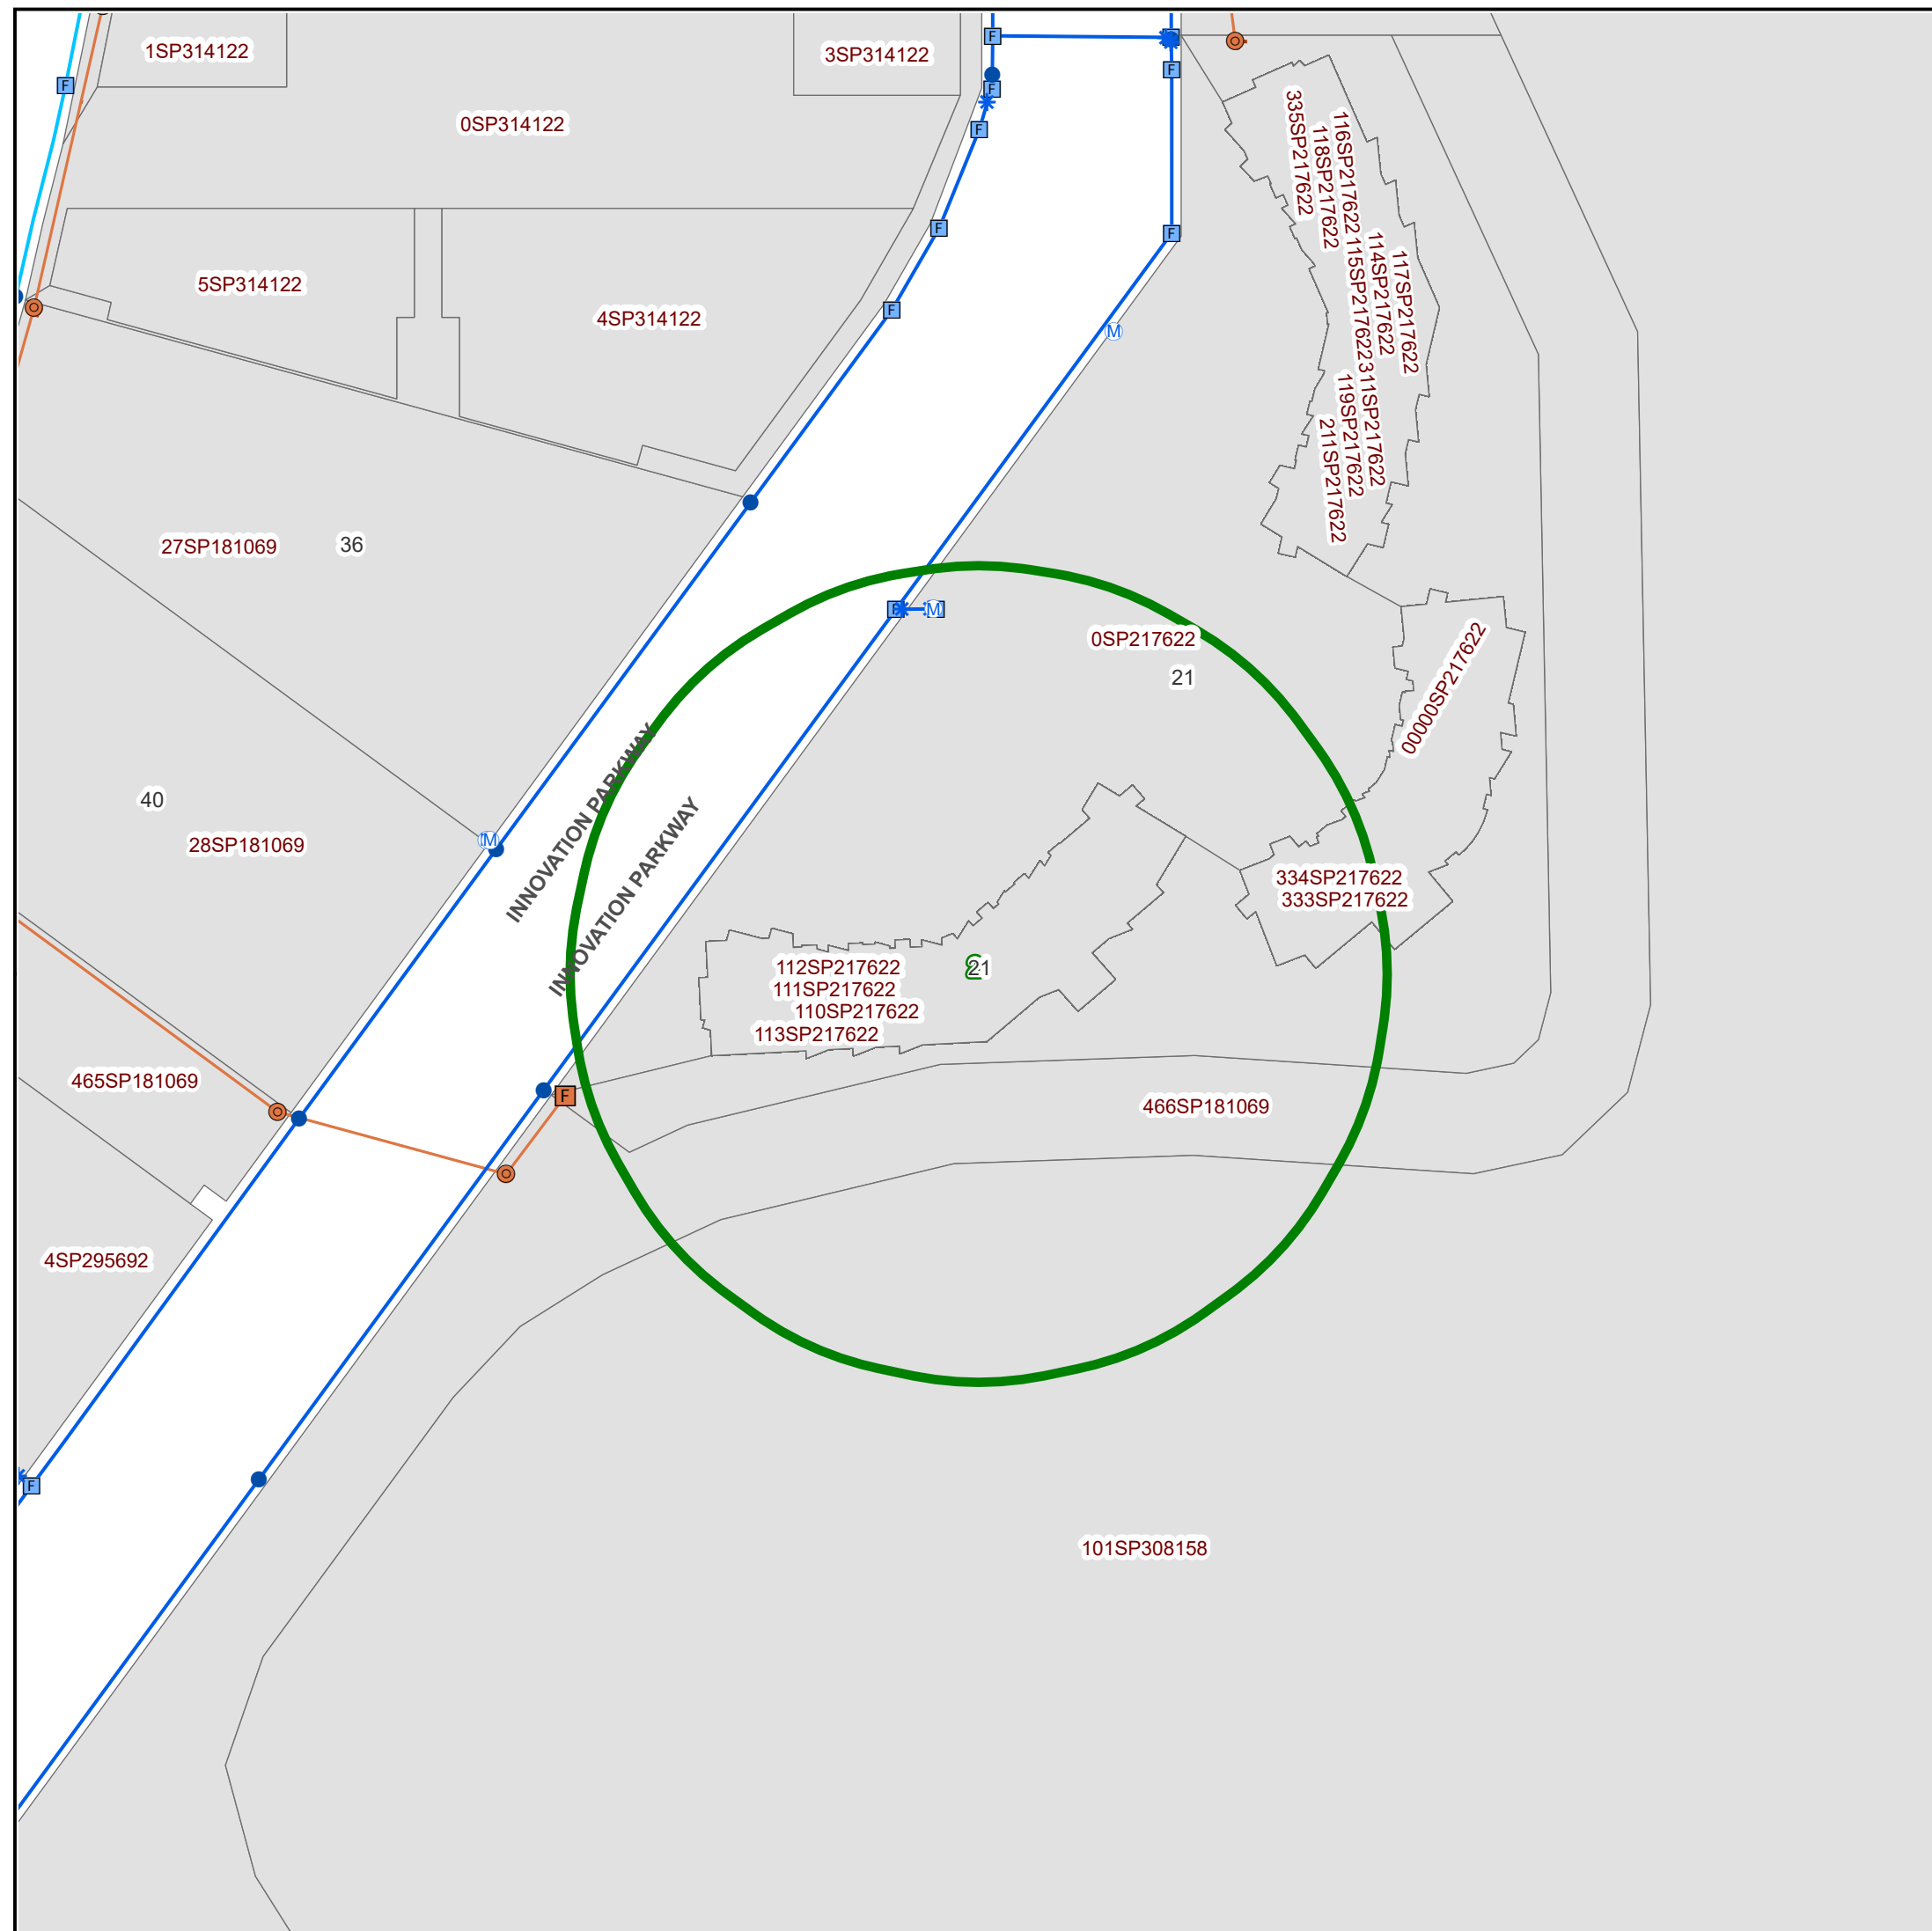 1SP314122
3SP314122
F
F
F
F
F
0SP314122
335SP217622
118SP217622
116SP217622
F
F
F
5SP314122
4SP314122
F
M
115SP217622
114SP217622
117SP217622
311SP217622
119SP217622
211SP217622
27SP181069
36
F
M
0SP217622
21
00000SP217622
INNOVATION PARKWAY
INNOVATION PARKWAY
40
28SP181069
M
334SP217622
333SP217622
112SP217622
21
111SP217622
110SP217622
113SP217622
465SP181069
F
466SP181069
4SP295692
F
101SP308158